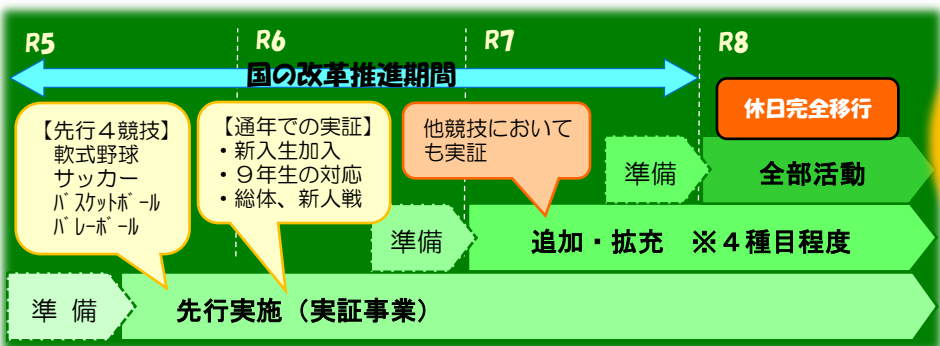 R5
R6
R7
R8
国の改革推進期間
休日完全移行
【先行４競技】
軟式野球
サッカー
ﾊﾞｽｹｯﾄﾎﾞｰﾙ
ﾊﾞﾚｰﾎﾞｰﾙ
【通年での実証】
・新入生加入
・９年生の対応
・総体、新人戦
他競技において
も実証
準備
全部活動
準備
追加・拡充　※４種目程度
準 備
先行実施（実証事業）